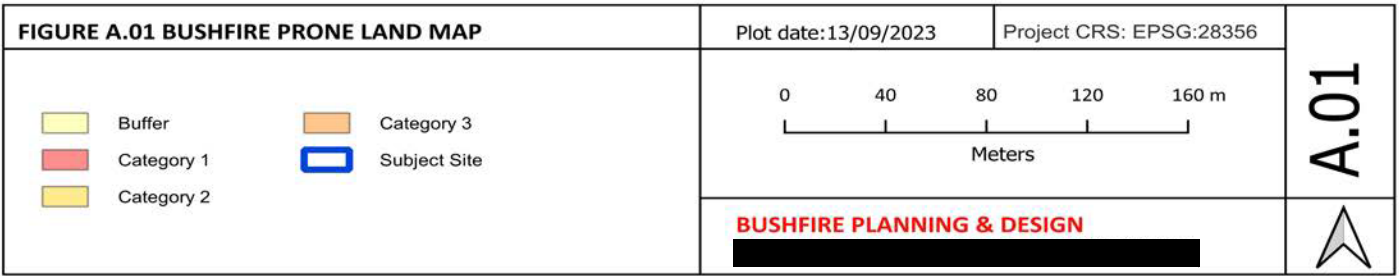 FIGURE A.01 BUSHFIRE PRONE LAND MAP
Plot date:13/09/2023
Project CRS: EPSG:28356
A.01
Buffer
Category 1
Category 2
Category 3
Subject Site
0 40 80 120 160 m
Meters
BUSHFIRE PLANNING & DESIGN